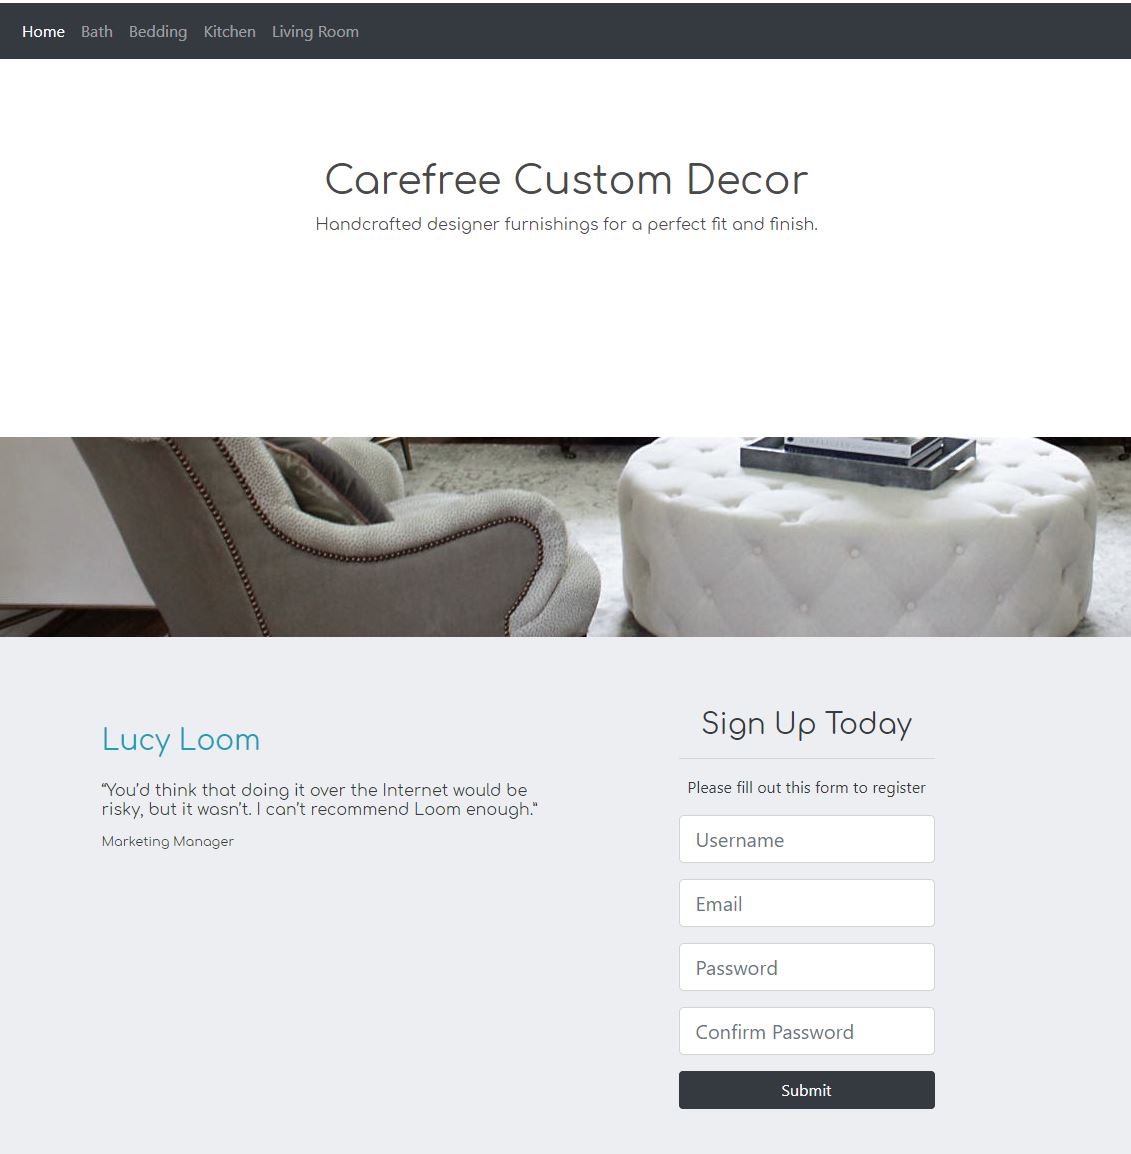 Home Bath Bedding Kitchen Living Room
Carefree Custom Decor
Handcrafted designer furnishings for a perfect fit and finish.
Lucy Loom
“You’d think that doing it over the Internet would be
risky, but it wasn’t. I can’t recommend Loom enough.”
Marketing Manager
Sign Up Today
Please fill out this form to register
Username
Email
Password
Confirm Password
Submit